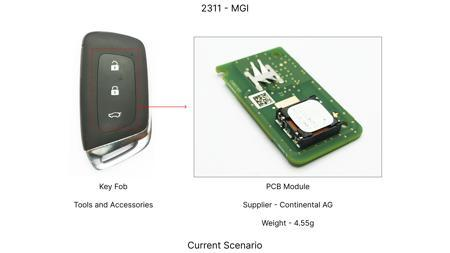 2311 - MGI
Key Fob
Tools and Accessories
PCB Module
Supplier - Continental AG
Weight - 4.55g
Current Scenario